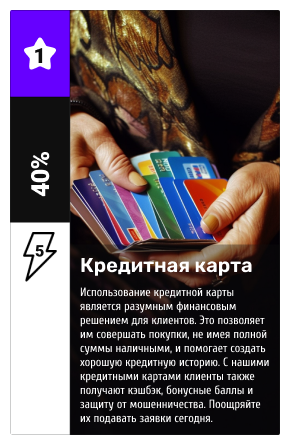 1
40%
5
Кредитная карта
Использование кредитной карты
является разумным финансовым
решением для клиентов. Это позволяет
им совершать покупки, не имея полной
суммы наличными, и помогает создать
хорошую кредитную историю. С нашими
кредитными картами клиенты также
получают кэшбэк, бонусные баллы и
защиту от мошенничества. Поощряйте
их подавать заявки сегодня.